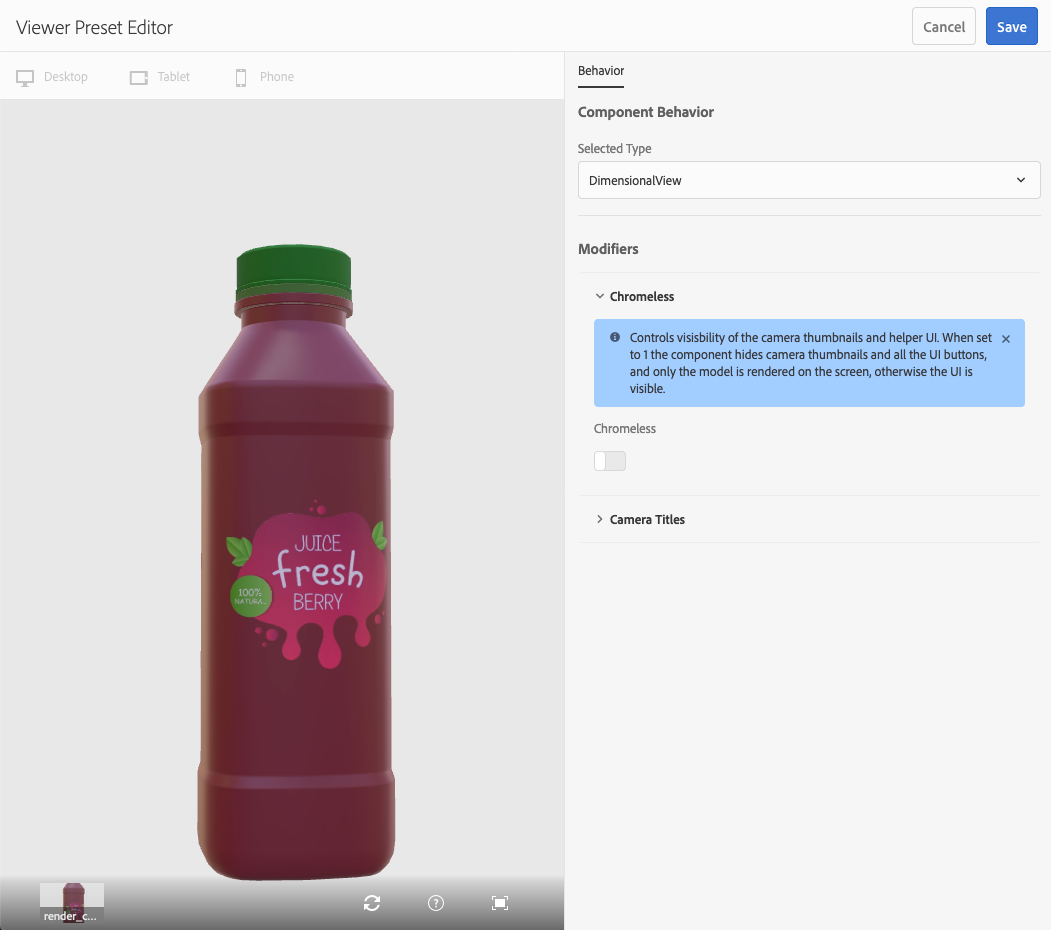 Viewer Preset Editor
Cancel
Save
Desktop
Tablet
Phone
Behavior
Component Behavior
Selected Type
DimensionalView
Modifiers
Chromeless
Controls visisbility of the camera thumbnails and helper UI. When set
to 1 the component hides camera thumbnails and all the UI buttons,
and only the model is rendered on the screen, otherwise the UI is
visible.
Chromeless
Camera Titles
JUICE
fresh
BERRY
100%
NATURA...
render_c...